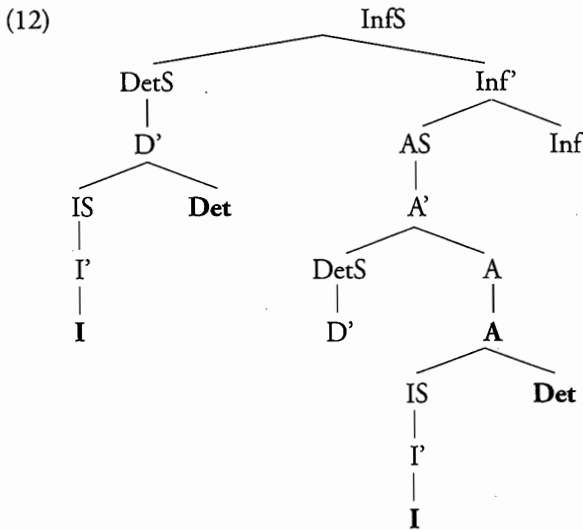 (12) InfS
DetS Inf’
D’ AS Inf
IS Det A’
I’ DetS A
I D’ A
IS Det
I’
I